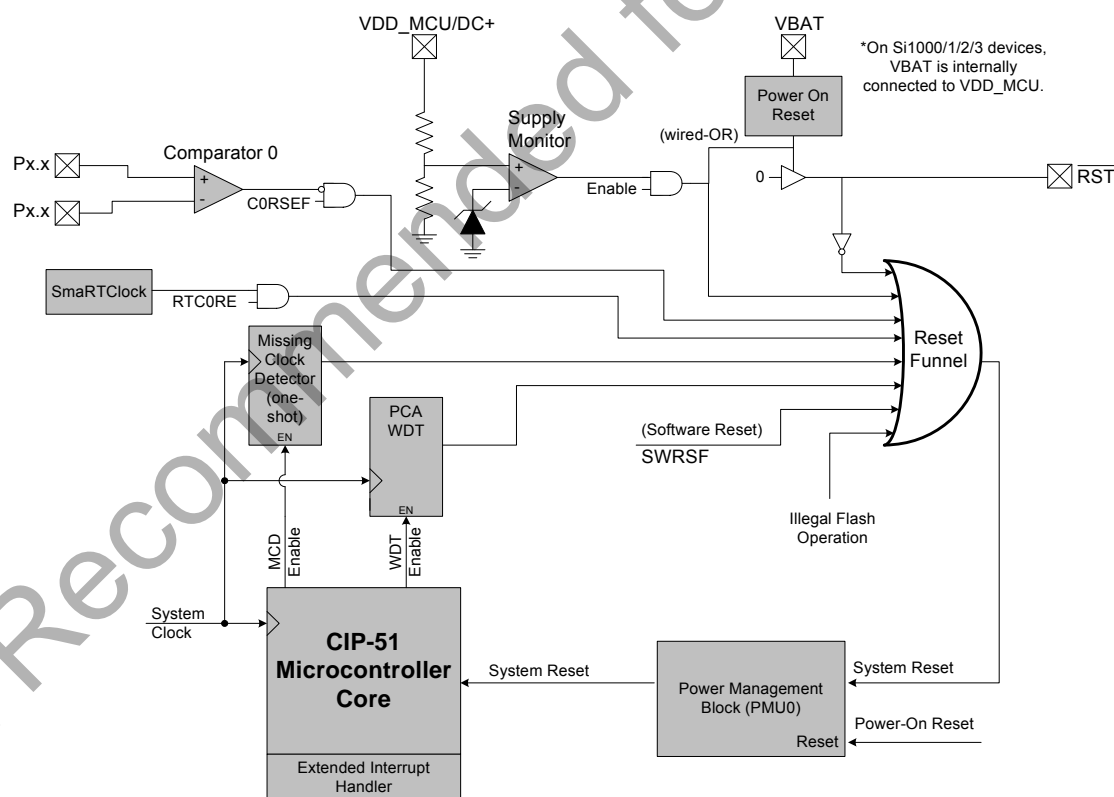 VDD_MCU/DC+
VBAT
*On Si1000/1/2/3 devices,
VBAT is internally
connected to VDD_MCU.
Power On
Reset
Supply
Monitor
(wired-OR)
Comparator 0
Px.x
+
-
Px.x
C0RSEF
+
-
Enable
0
RST
SmaRTClock
RTC0RE
Missing
Clock
Detector
(one-
shot)
EN
Reset
Funnel
PCA
WDT
EN
(Software Reset)
SWRSF
Illegal Flash
Operation
MCD
Enable
WDT
Enable
System
Clock
CIP-51
Microcontroller
Core
System Reset
Power Management
Block (PMU0)
Reset
System Reset
Power-On Reset
Extended Interrupt
Handler
Recommended fo